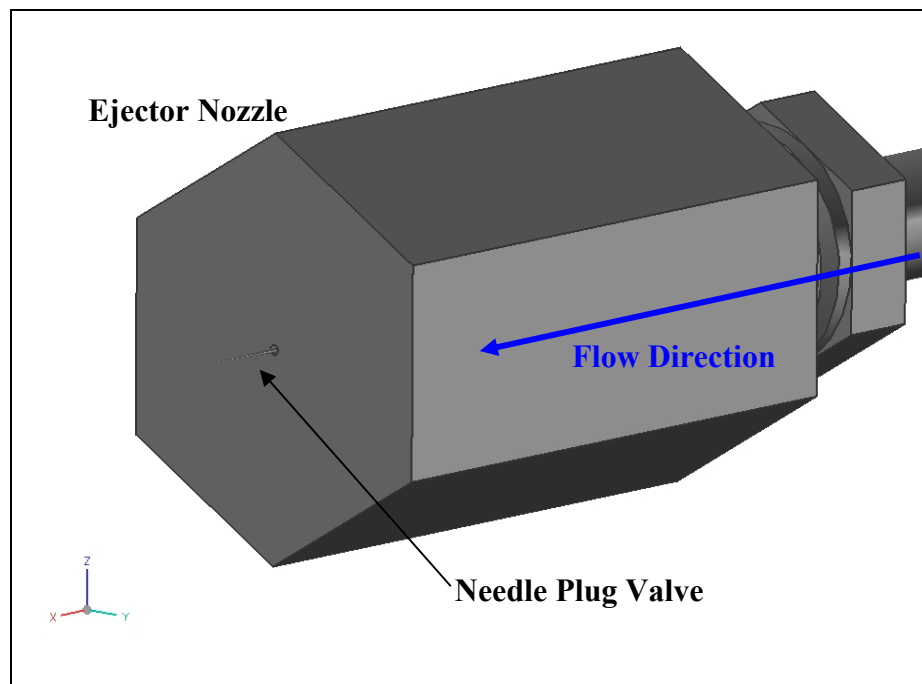 Ejector Nozzle
Flow Direction
Needle Plug Valve
Z
X
Y